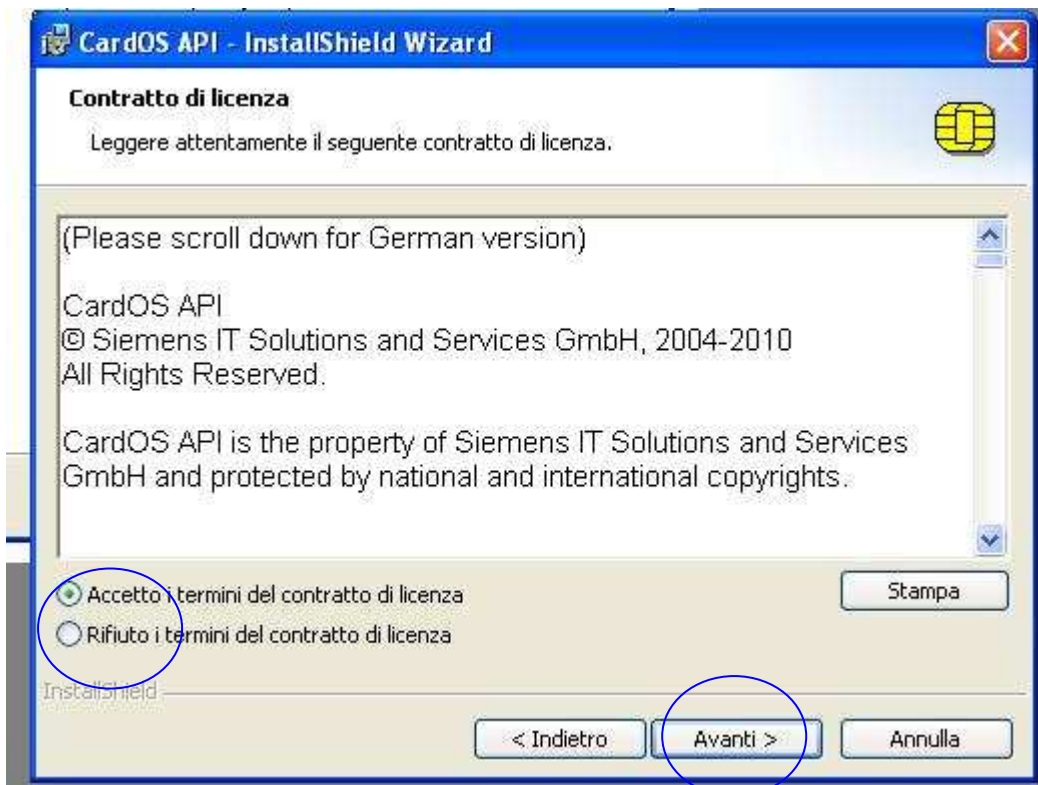 CardOS API - InstallShield Wizard
Contratto di licenza
Leggere attentamente il seguente contratto di licenza.
(Please scroll down for German version)
CardOS API
© Siemens IT Solutions and Services GmbH, 2004-2010
All Rights Reserved.
CardOS API is the property of Siemens IT Solutions and Services
GmbH and protected by national and international copyrights.
Accetto i termini del contratto di licenza
Stampa
Rifiuto i termini del contratto di licenza
InstallShield
< Indietro
Avanti >
Annulla